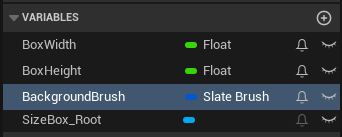 VARIABLES
BoxWidth Float
BoxHeight Float
BackgroundBrush Slate Brush
SizeBox_Root